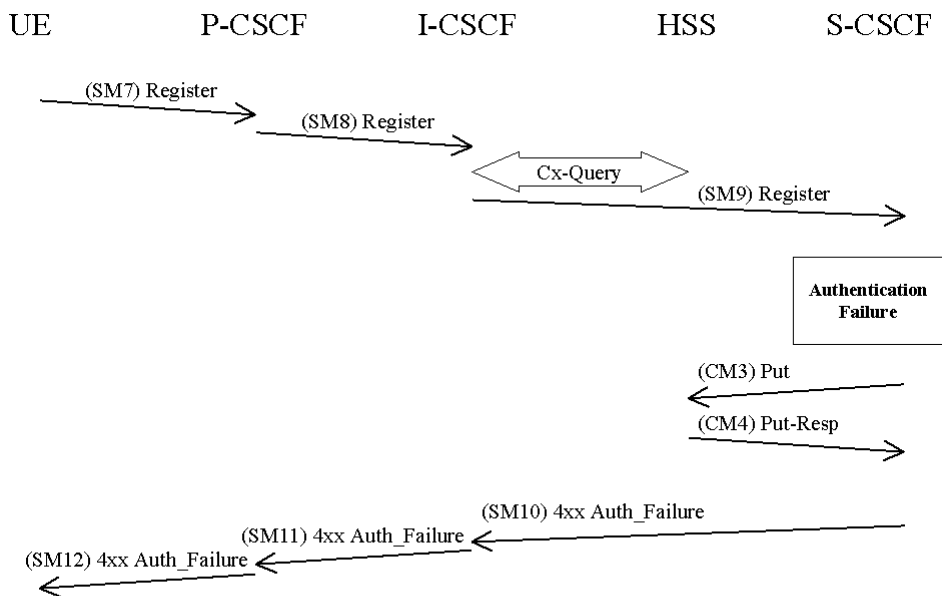 UE P-CSCF I-CSCF HSS S-CSCF
(SM7) Register
(SM8) Register
Cx-Query
(SM9) Register
Authentication
Failure
(CM3) Put
(CM4) Put-Resp
(SM10) 4xx Auth_Failure
(SM11) 4xx Auth_Failure
(SM12) 4xx Auth_Failure